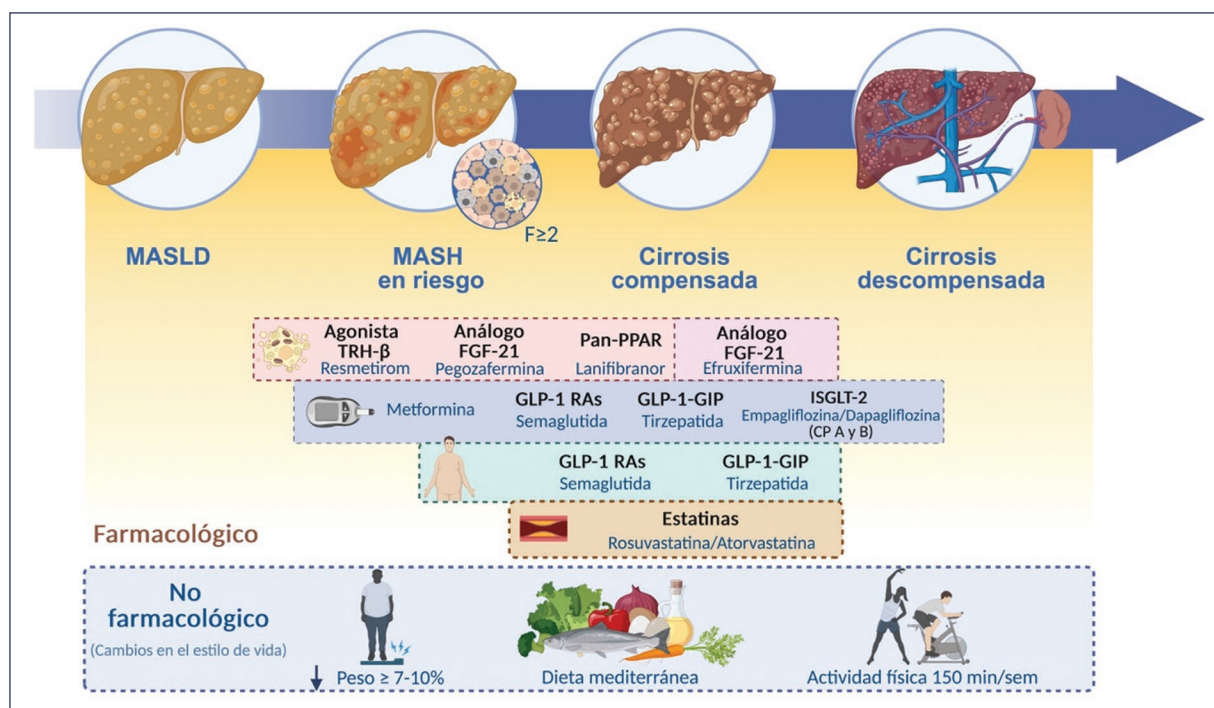 F≥2
MASLD
MASH
en riesgo
Cirrosis
compensada
Cirrosis
descompensada
Agonista
TRH-β
Resmetirom
Análogo
FGF-21
Pegozafermina
Pan-PPAR
Lanifibranor
Análogo
FGF-21
Efruxifermina
Metformina
GLP-1 RAs
Semaglutida
GLP-1-GIP
Tirzepatida
ISGLT-2
Empagliflozina/Dapagliflozina
(CP A y B)
GLP-1 RAs
Semaglutida
GLP-1-GIP
Tirzepatida
Estatinas
Rosuvastatina/Atorvastatina
Farmacológico
No
farmacológico
(Cambios en el estilo de vida)
↓ Peso ≥ 7-10%
Dieta mediterránea
Actividad física 150 min/sem